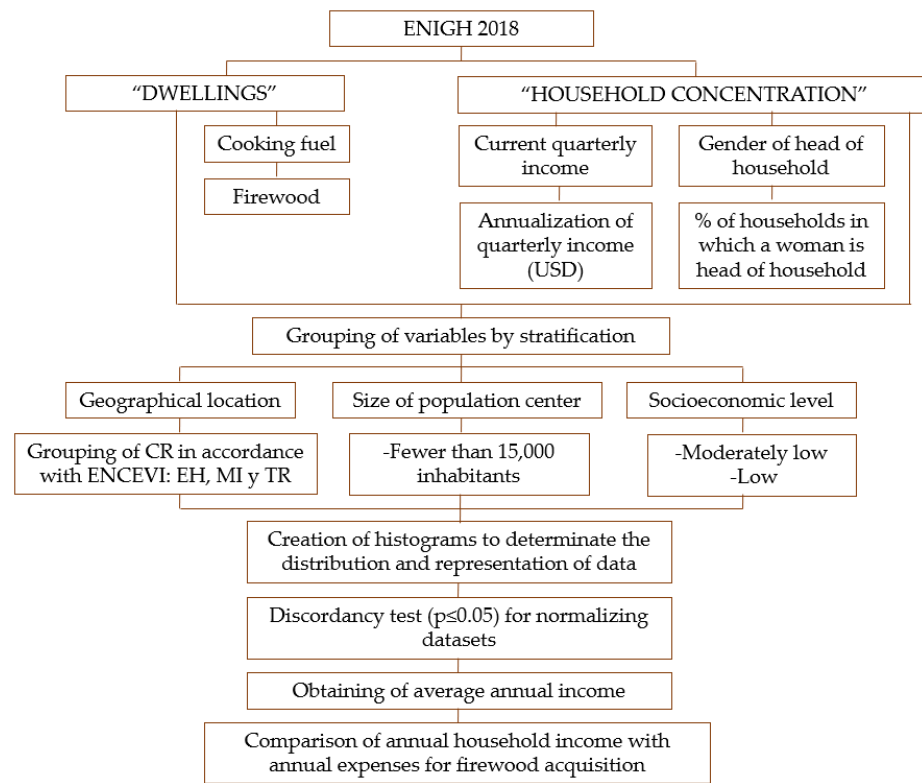 ENIGH 2018
“DWELLINGS”
“HOUSEHOLD CONCENTRATION”
Cooking fuel
Firewood
Current quarterly
income
Annualization of
quarterly income
(USD)
Gender of head of
household
% of households in
which a woman is
head of household
Grouping of variables by stratification
Geographical location
Grouping of CR in accordance
with ENCEVI: EH, MI y TR
Size of population center
-Fewer than 15,000
inhabitants
Socioeconomic level
-Moderately low
-Low
Creation of histograms to determinate the
distribution and representation of data
Discordancy test (p≤0.05) for normalizing
datasets
Obtaining of average annual income
Comparison of annual household income with
annual expenses for firewood acquisition